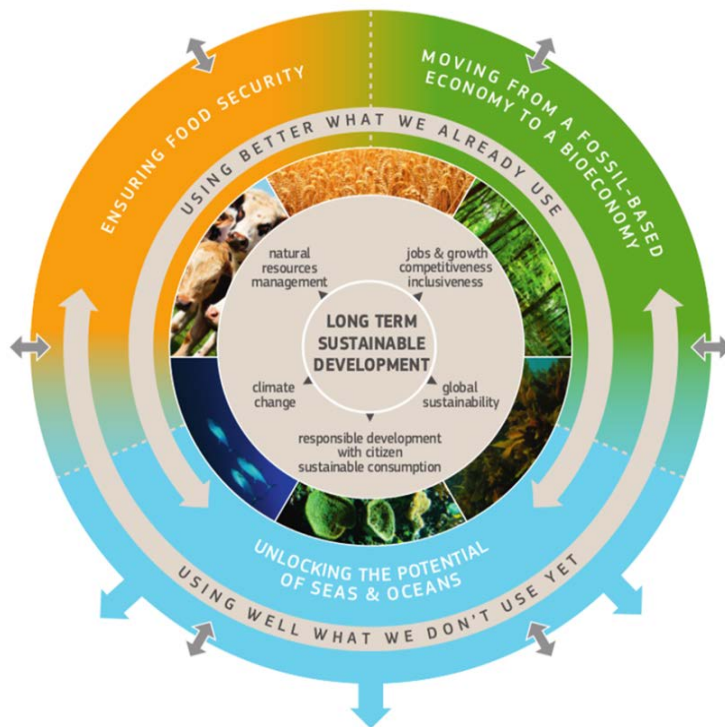 ENSURING FOOD SECURITY
MOVING FROM A FOSSIL-BASED
ECONOMY TO A BIOECONOMY
USING BETTER WHAT WE ALREADY USE
natural
resources
management
jobs & growth
competitiveness
inclusiveness
LONG TERM
SUSTAINABLE
DEVELOPMENT
climate
change
global
sustainability
responsible development
with citizen
sustainable consumption
UNLOCKING THE POTENTIAL
OF SEAS & OCEANS
USING WELL WHAT WE DON'T USE YET